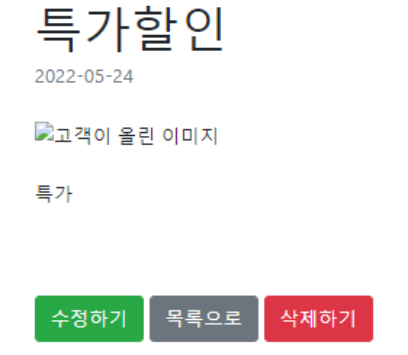 특가할인
2022-05-24
고객이 올린 이미지
특가
수정하기 목록으로 삭제하기